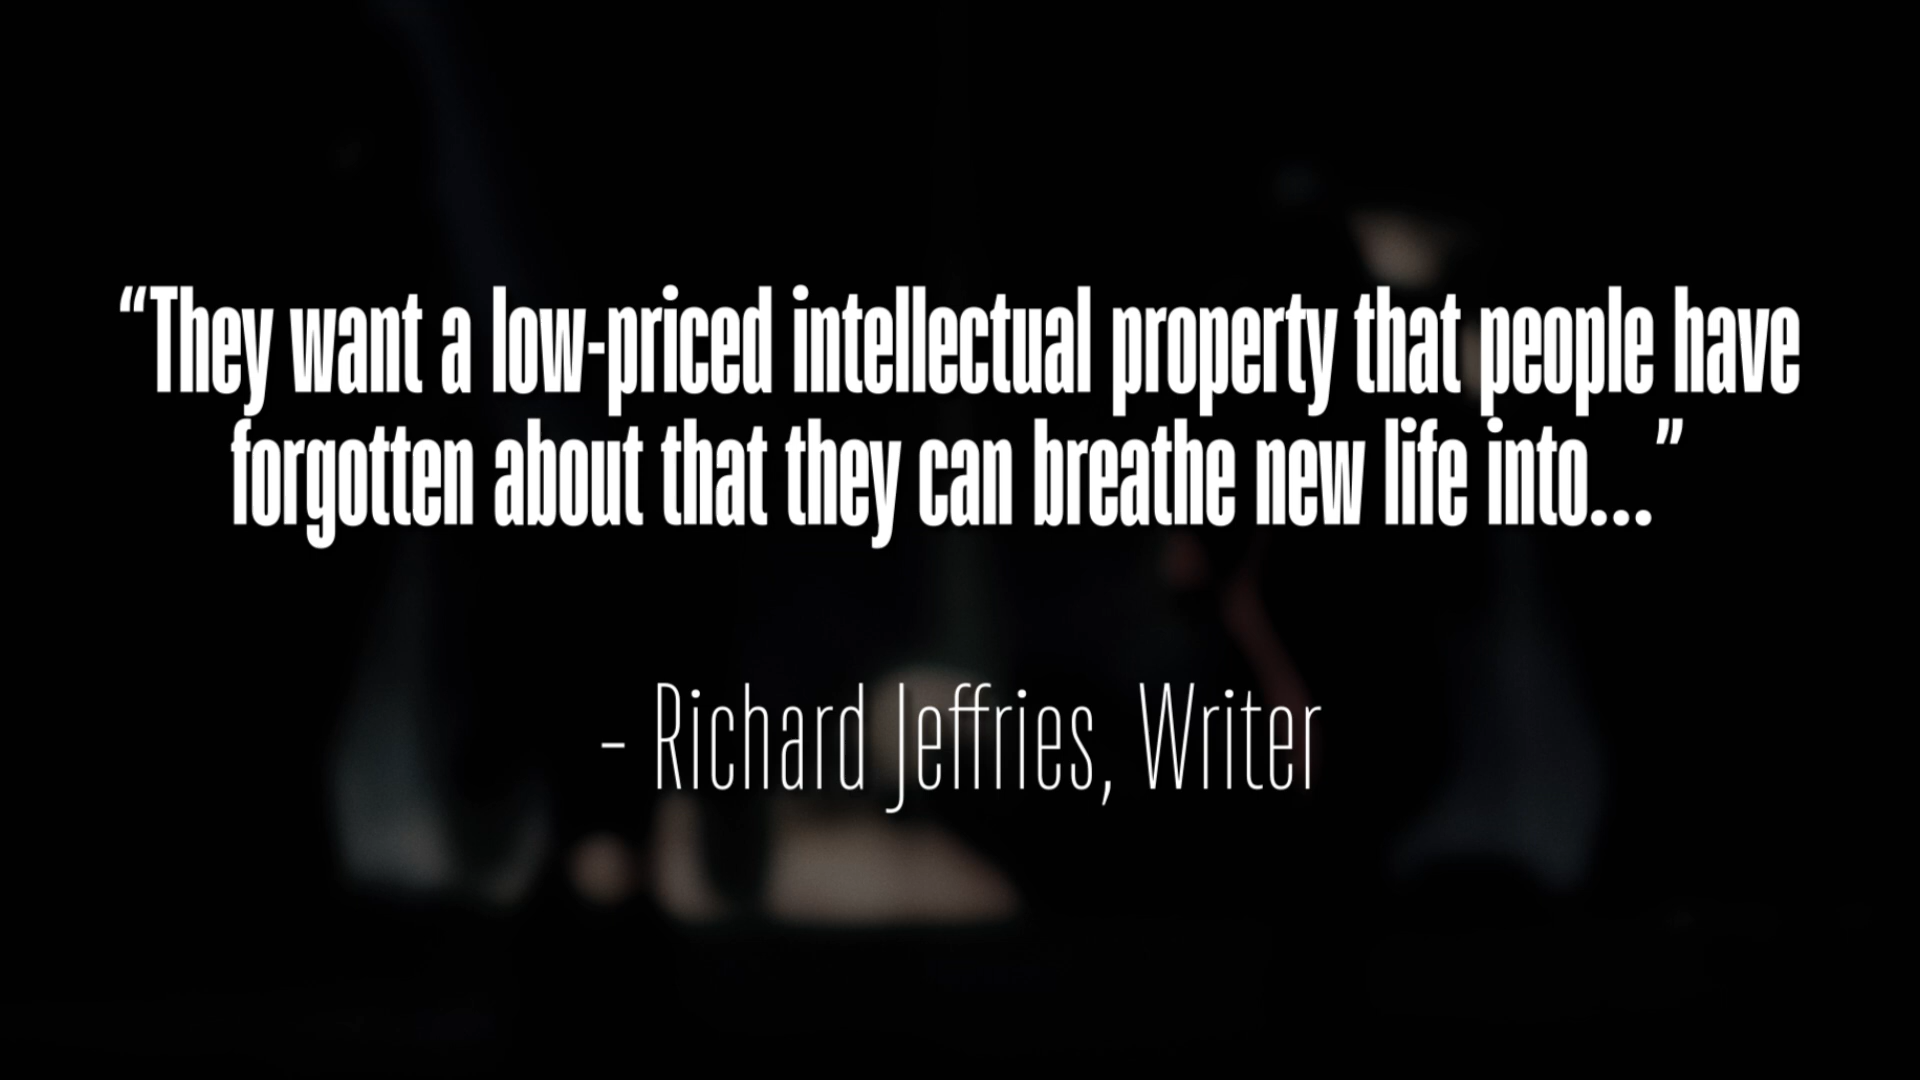 “They want a low-priced intellectual property that people have
forgotten about that they can breathe new life into...”
- Richard Jeffries, Writer